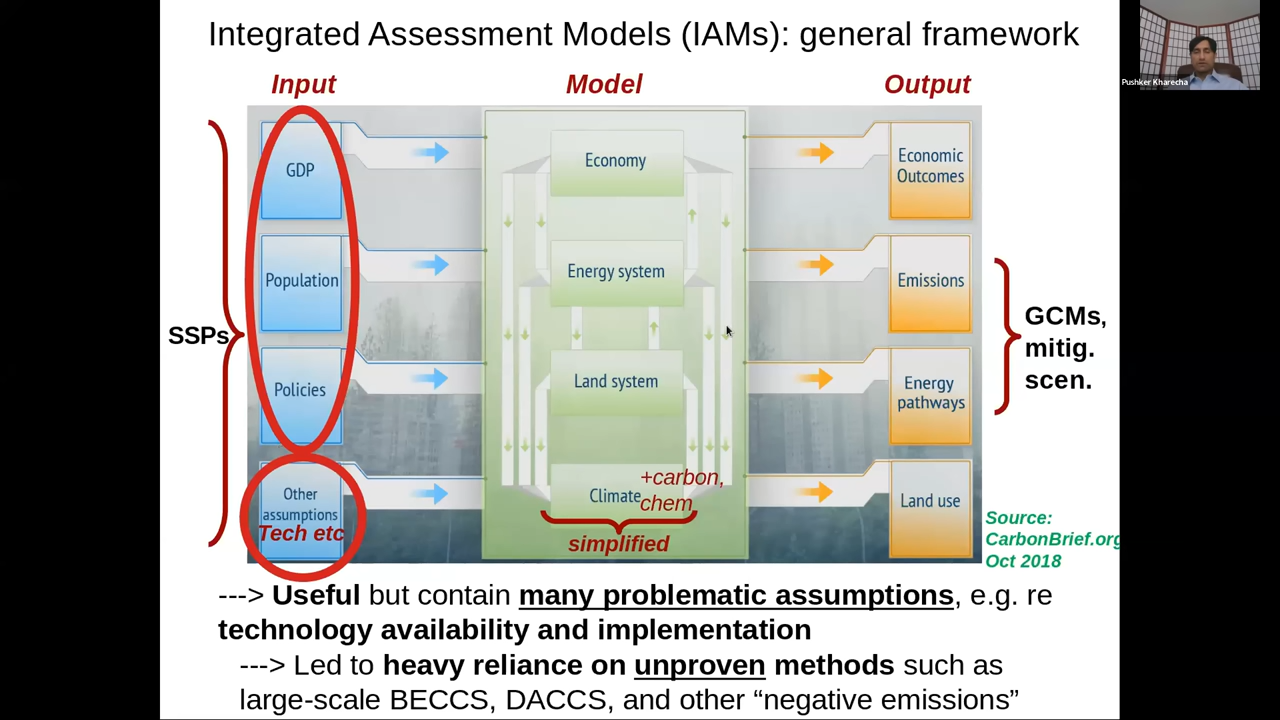 Integrated Assessment Models (IAMs): general framework
Input
Model
Output
Pushker Kharecha
GDP
Population
Policies
Other
assumptions
Tech etc
SSPs
Economy
Energy system
Land system
Climate
+carbon,
chem
simplified
Economic
Outcomes
Emissions
Energy
pathways
Land use
GCMs,
mitig.
scen.
Source:
CarbonBrief.org
Oct 2018
---> Useful but contain many problematic assumptions, e.g. re
technology availability and implementation
---> Led to heavy reliance on unproven methods such as
large-scale BECCS, DACCS, and other “negative emissions”